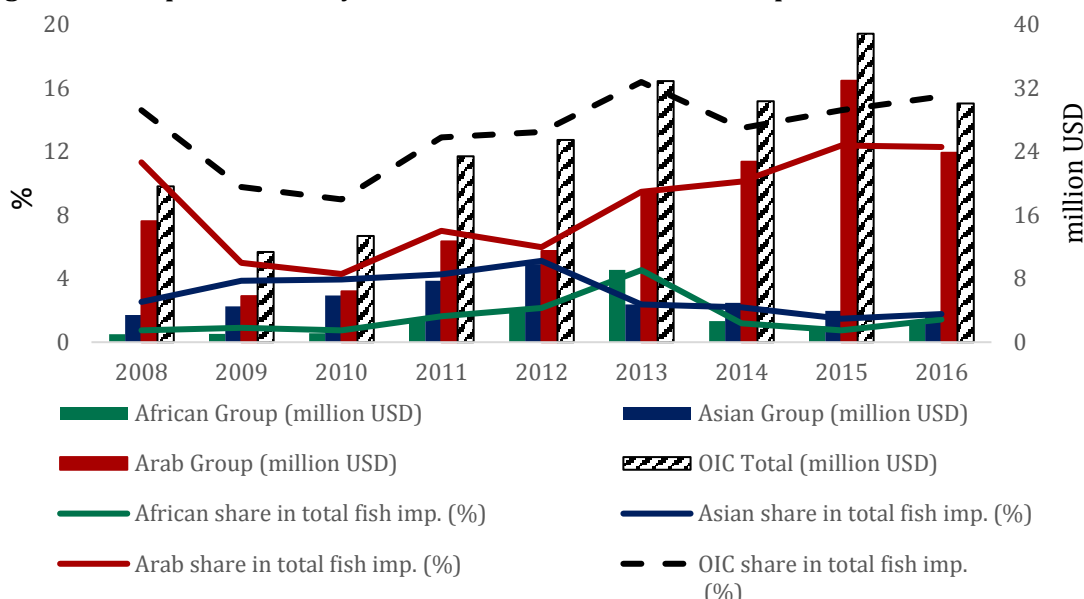 20 40
16 32
12 24
8 16
4 8
0 0
%
million USD
2008 2009 2010 2011 2012 2013 2014 2015 2016
African Group (million USD) Asian Group (million USD)
Arab Group (million USD) OIC Total (million USD)
African share in total fish imp. (%) Asian share in total fish imp. (%)
Arab share in total fish imp. (%) OIC share in total fish imp.
(%)